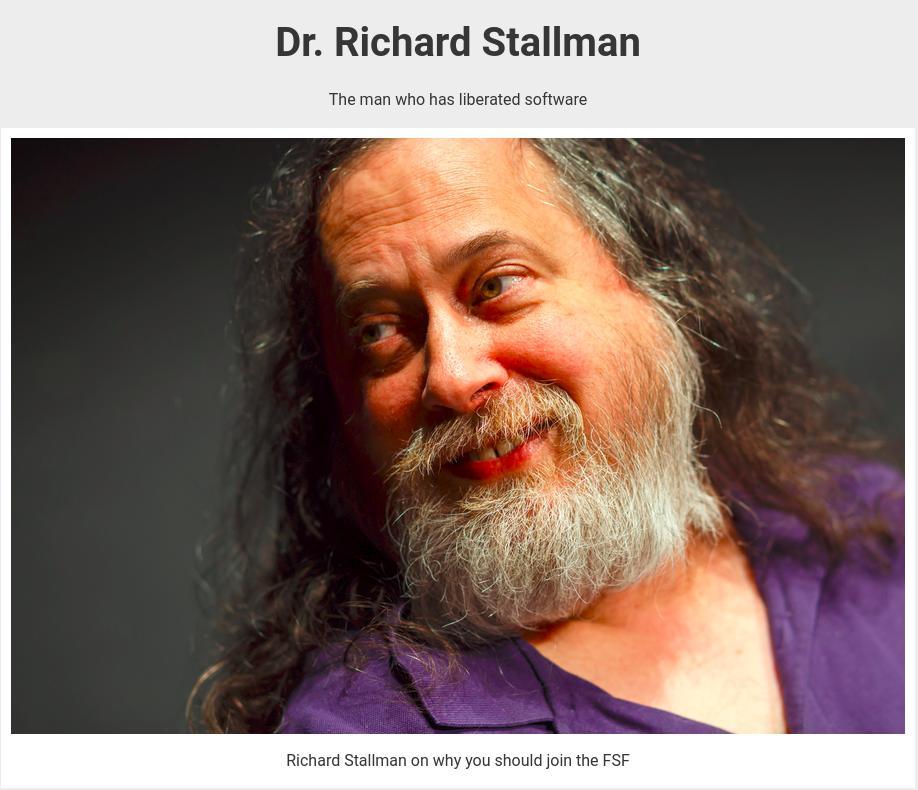 Dr. Richard Stallman
The man who has liberated software
Richard Stallman on why you should join the FSF